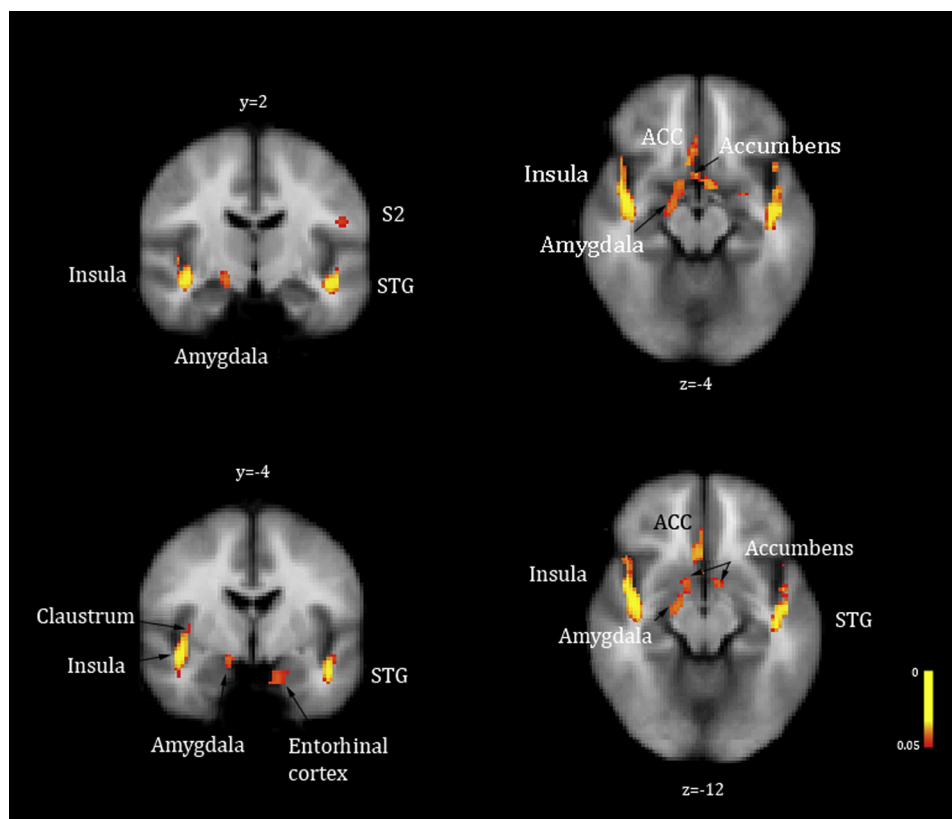 y=2
S2
Insula
STG
Amygdala
ACC
Accumbens
Insula
Amygdala
z=-4
y=-4
Claustrum
Insula
STG
Amygdala
Entorhinal
cortex
ACC
Accumbens
Insula
Amygdala
STG
0
0.05
z=-12